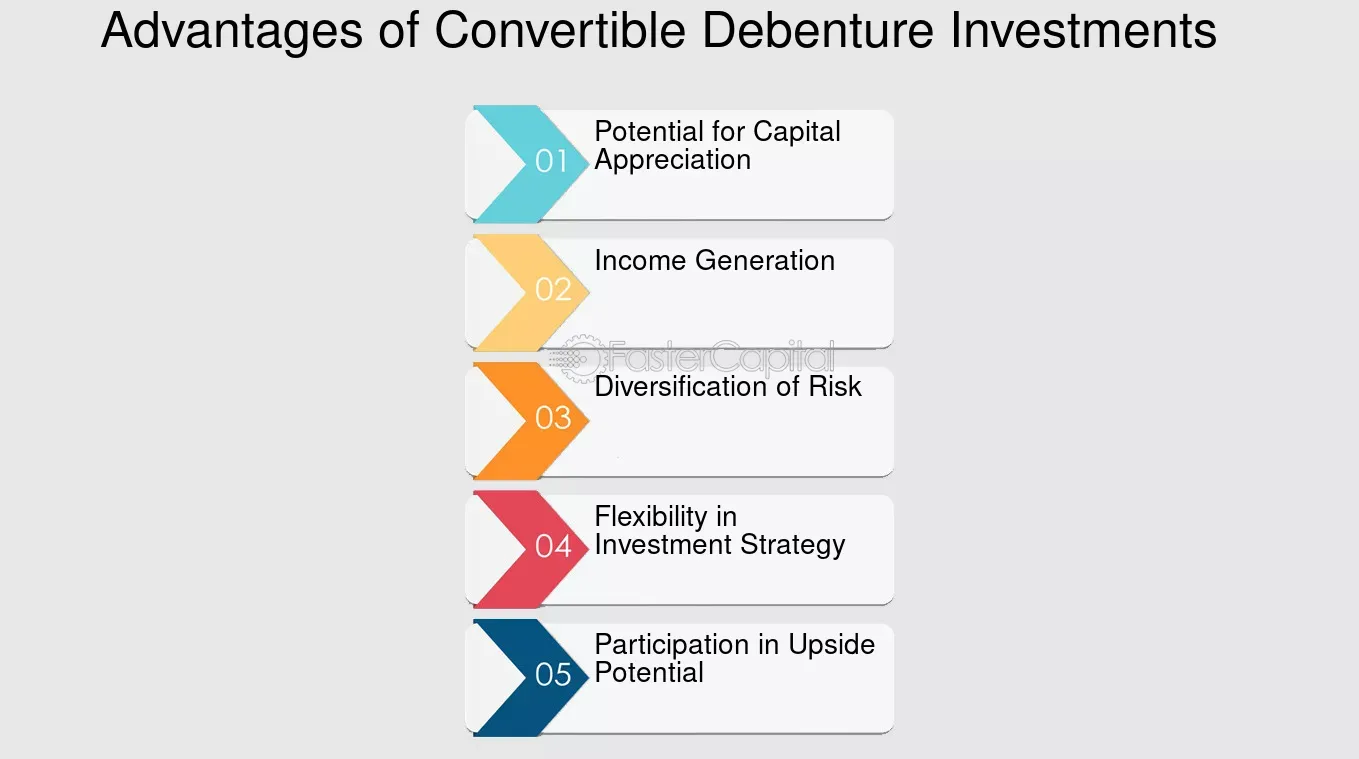 Advantages of Convertible Debenture Investments
01
Potential for Capital
Appreciation
02
Income Generation
FasterCapital
03
Diversification of Risk
04
Flexibility in
Investment Strategy
05
Participation in Upside
Potential